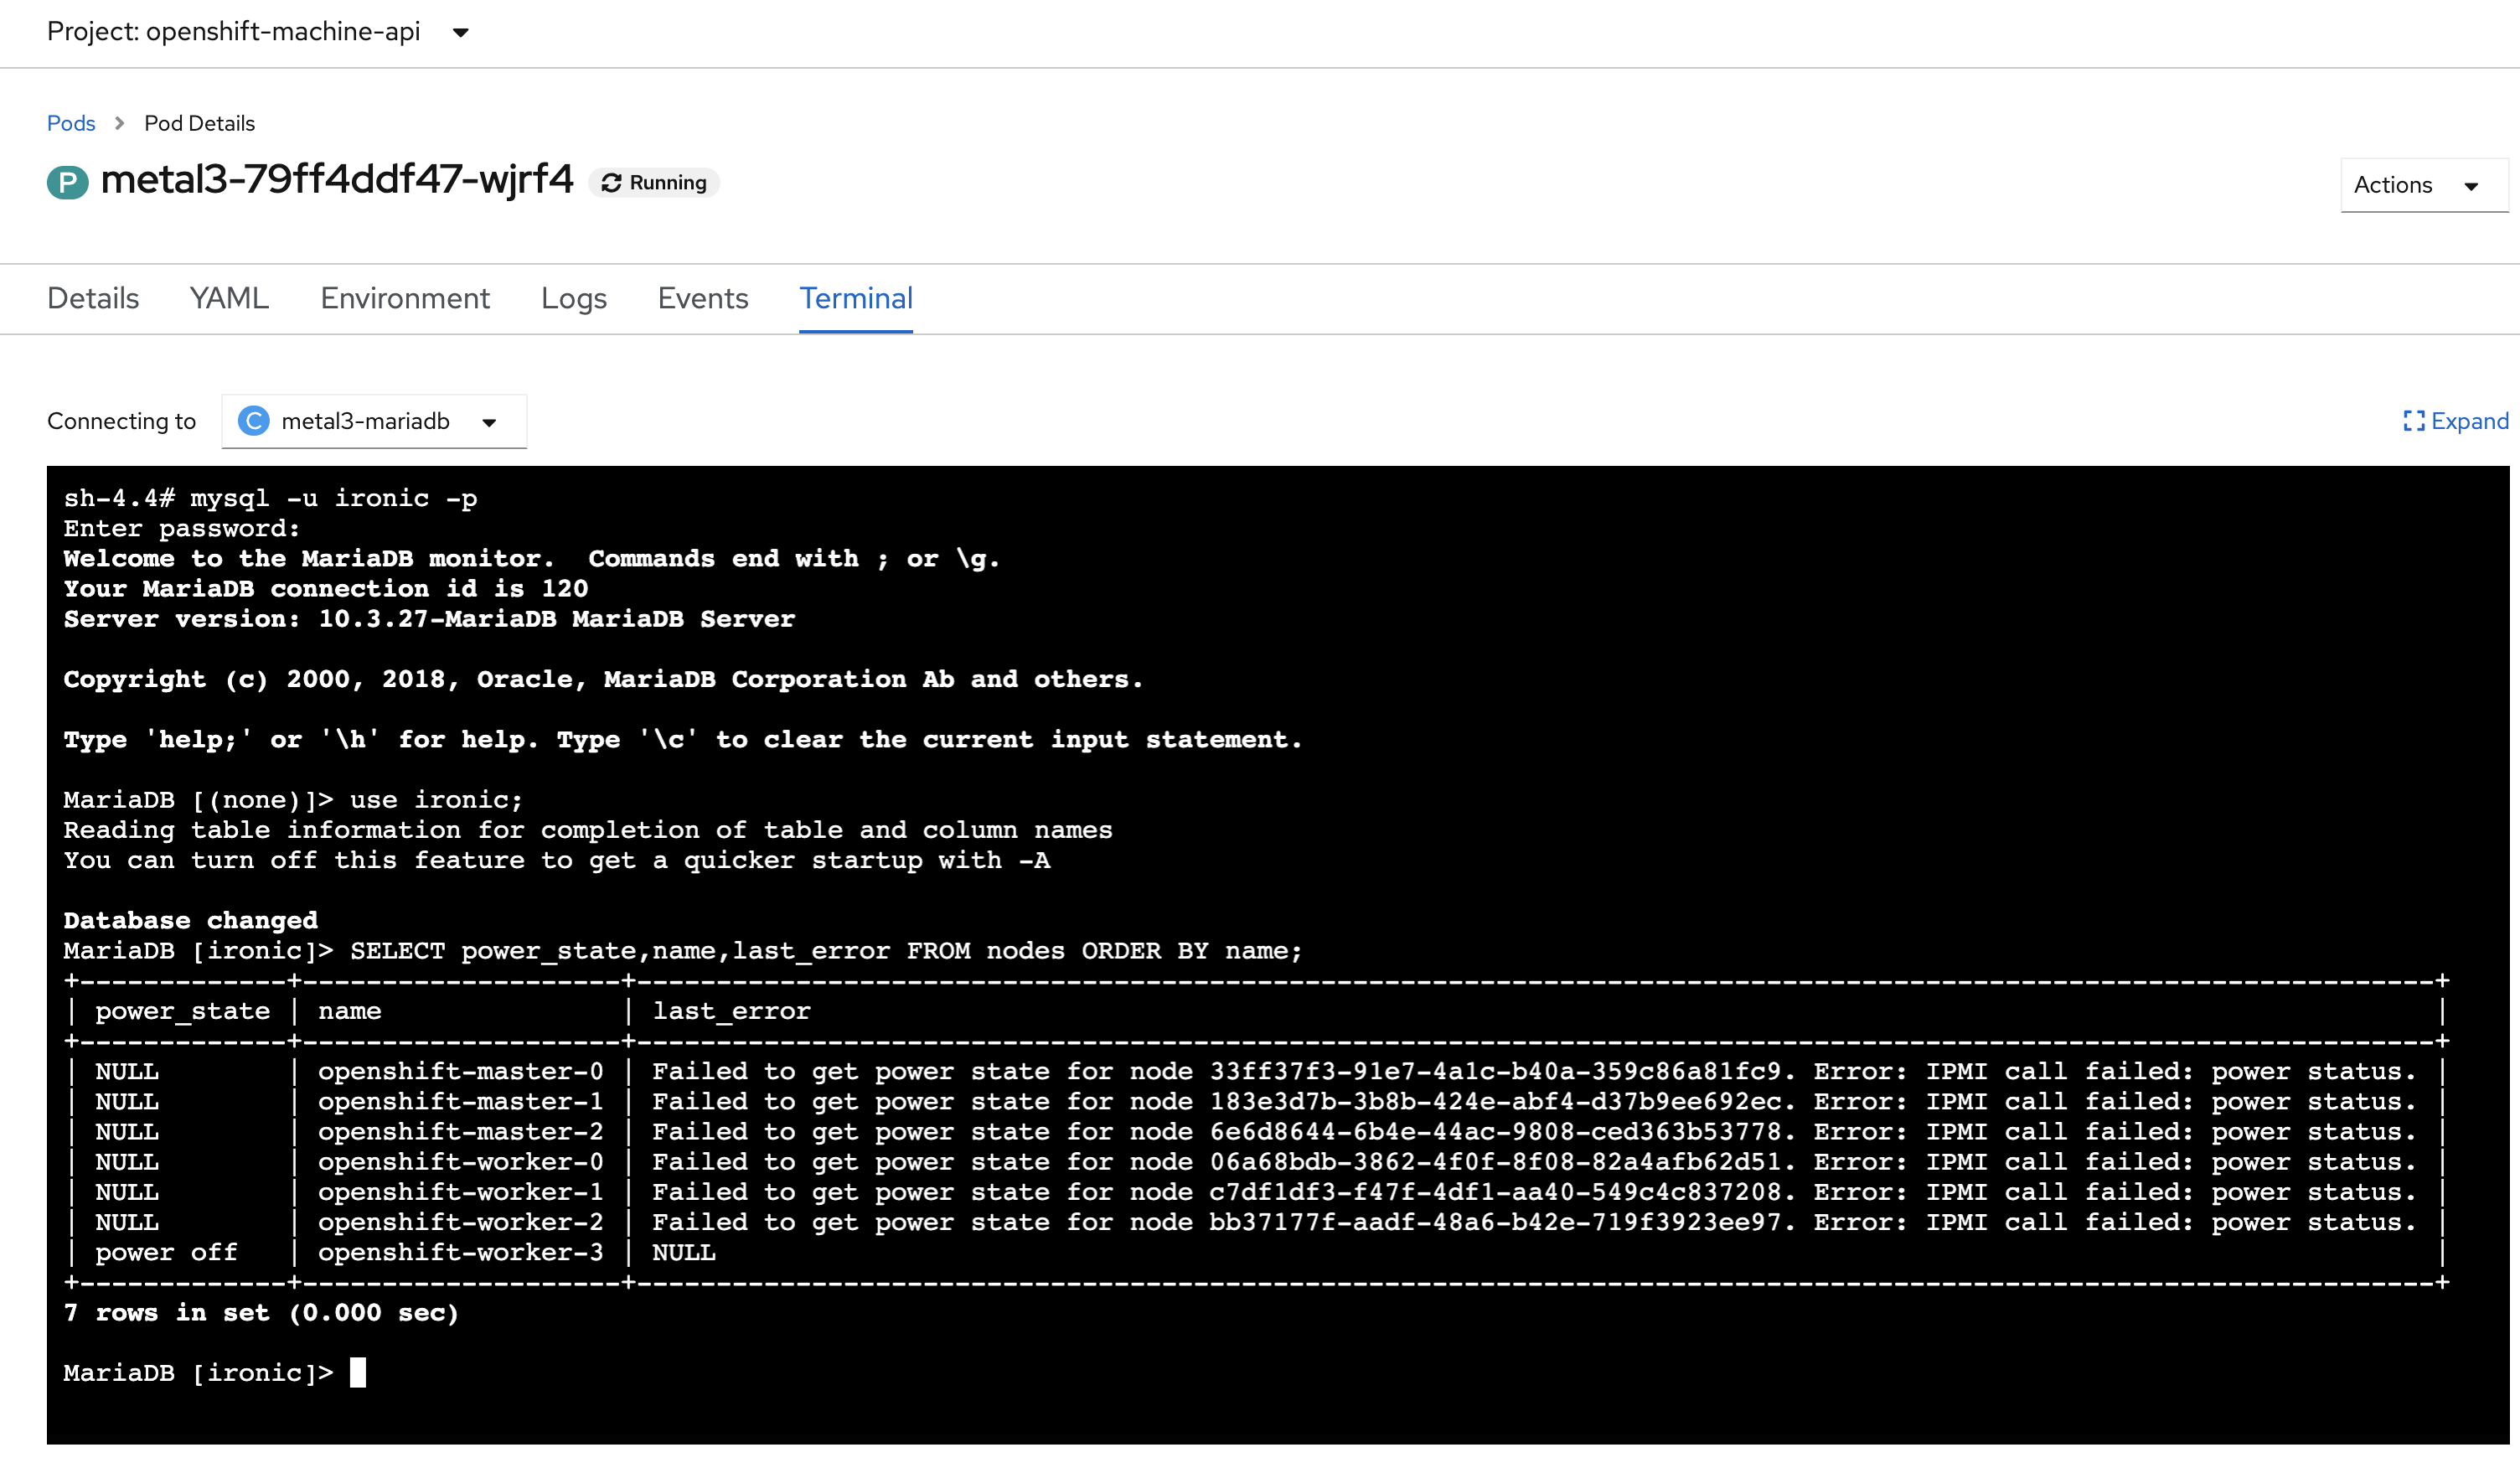 Project: openshift-machine-api
Pods > Pod Details
P metal3-79ff4ddf47-wjrf4 Running
Actions
Details YAML Environment Logs Events Terminal
Connecting to C metal3-mariadb Expand
sh-4.4# mysql -u ironic -p
Enter password:
Welcome to the MariaDB monitor.  Commands end with ; or \g.
Your MariaDB connection id is 120
Server version: 10.3.27-MariaDB MariaDB Server
Copyright (c) 2000, 2018, Oracle, MariaDB Corporation Ab and others.
Type 'help;' or '\h' for help. Type '\c' to clear the current input statement.
MariaDB [(none)]> use ironic;
Reading table information for completion of table and column names
You can turn off this feature to get a quicker startup with -A
Database changed
MariaDB [ironic]> SELECT power_state,name,last_error FROM nodes ORDER BY name;
| power_state | name | last_error |
| NULL | openshift-master-0 | Failed to get power state for node 33ff37f3-91e7-4a1c-b40a-359c86a81fc9. Error: IPMI call failed: power status. |
| NULL | openshift-master-1 | Failed to get power state for node 183e3d7b-3b8b-424e-abf4-d37b9ee692ec. Error: IPMI call failed: power status. |
| NULL | openshift-master-2 | Failed to get power state for node 6e6d8644-6b4e-44ac-9808-ced363b53778. Error: IPMI call failed: power status. |
| NULL | openshift-worker-0 | Failed to get power state for node 06a68bdb-3862-4f0f-8f08-82a4afb62d51. Error: IPMI call failed: power status. |
| NULL | openshift-worker-1 | Failed to get power state for node c7df1df3-f47f-4df1-aa40-549c4c837208. Error: IPMI call failed: power status. |
| NULL | openshift-worker-2 | Failed to get power state for node bb37177f-aadf-48a6-b42e-719f3923ee97. Error: IPMI call failed: power status. |
| power off | openshift-worker-3 | NULL |
7 rows in set (0.000 sec)
MariaDB [ironic]>